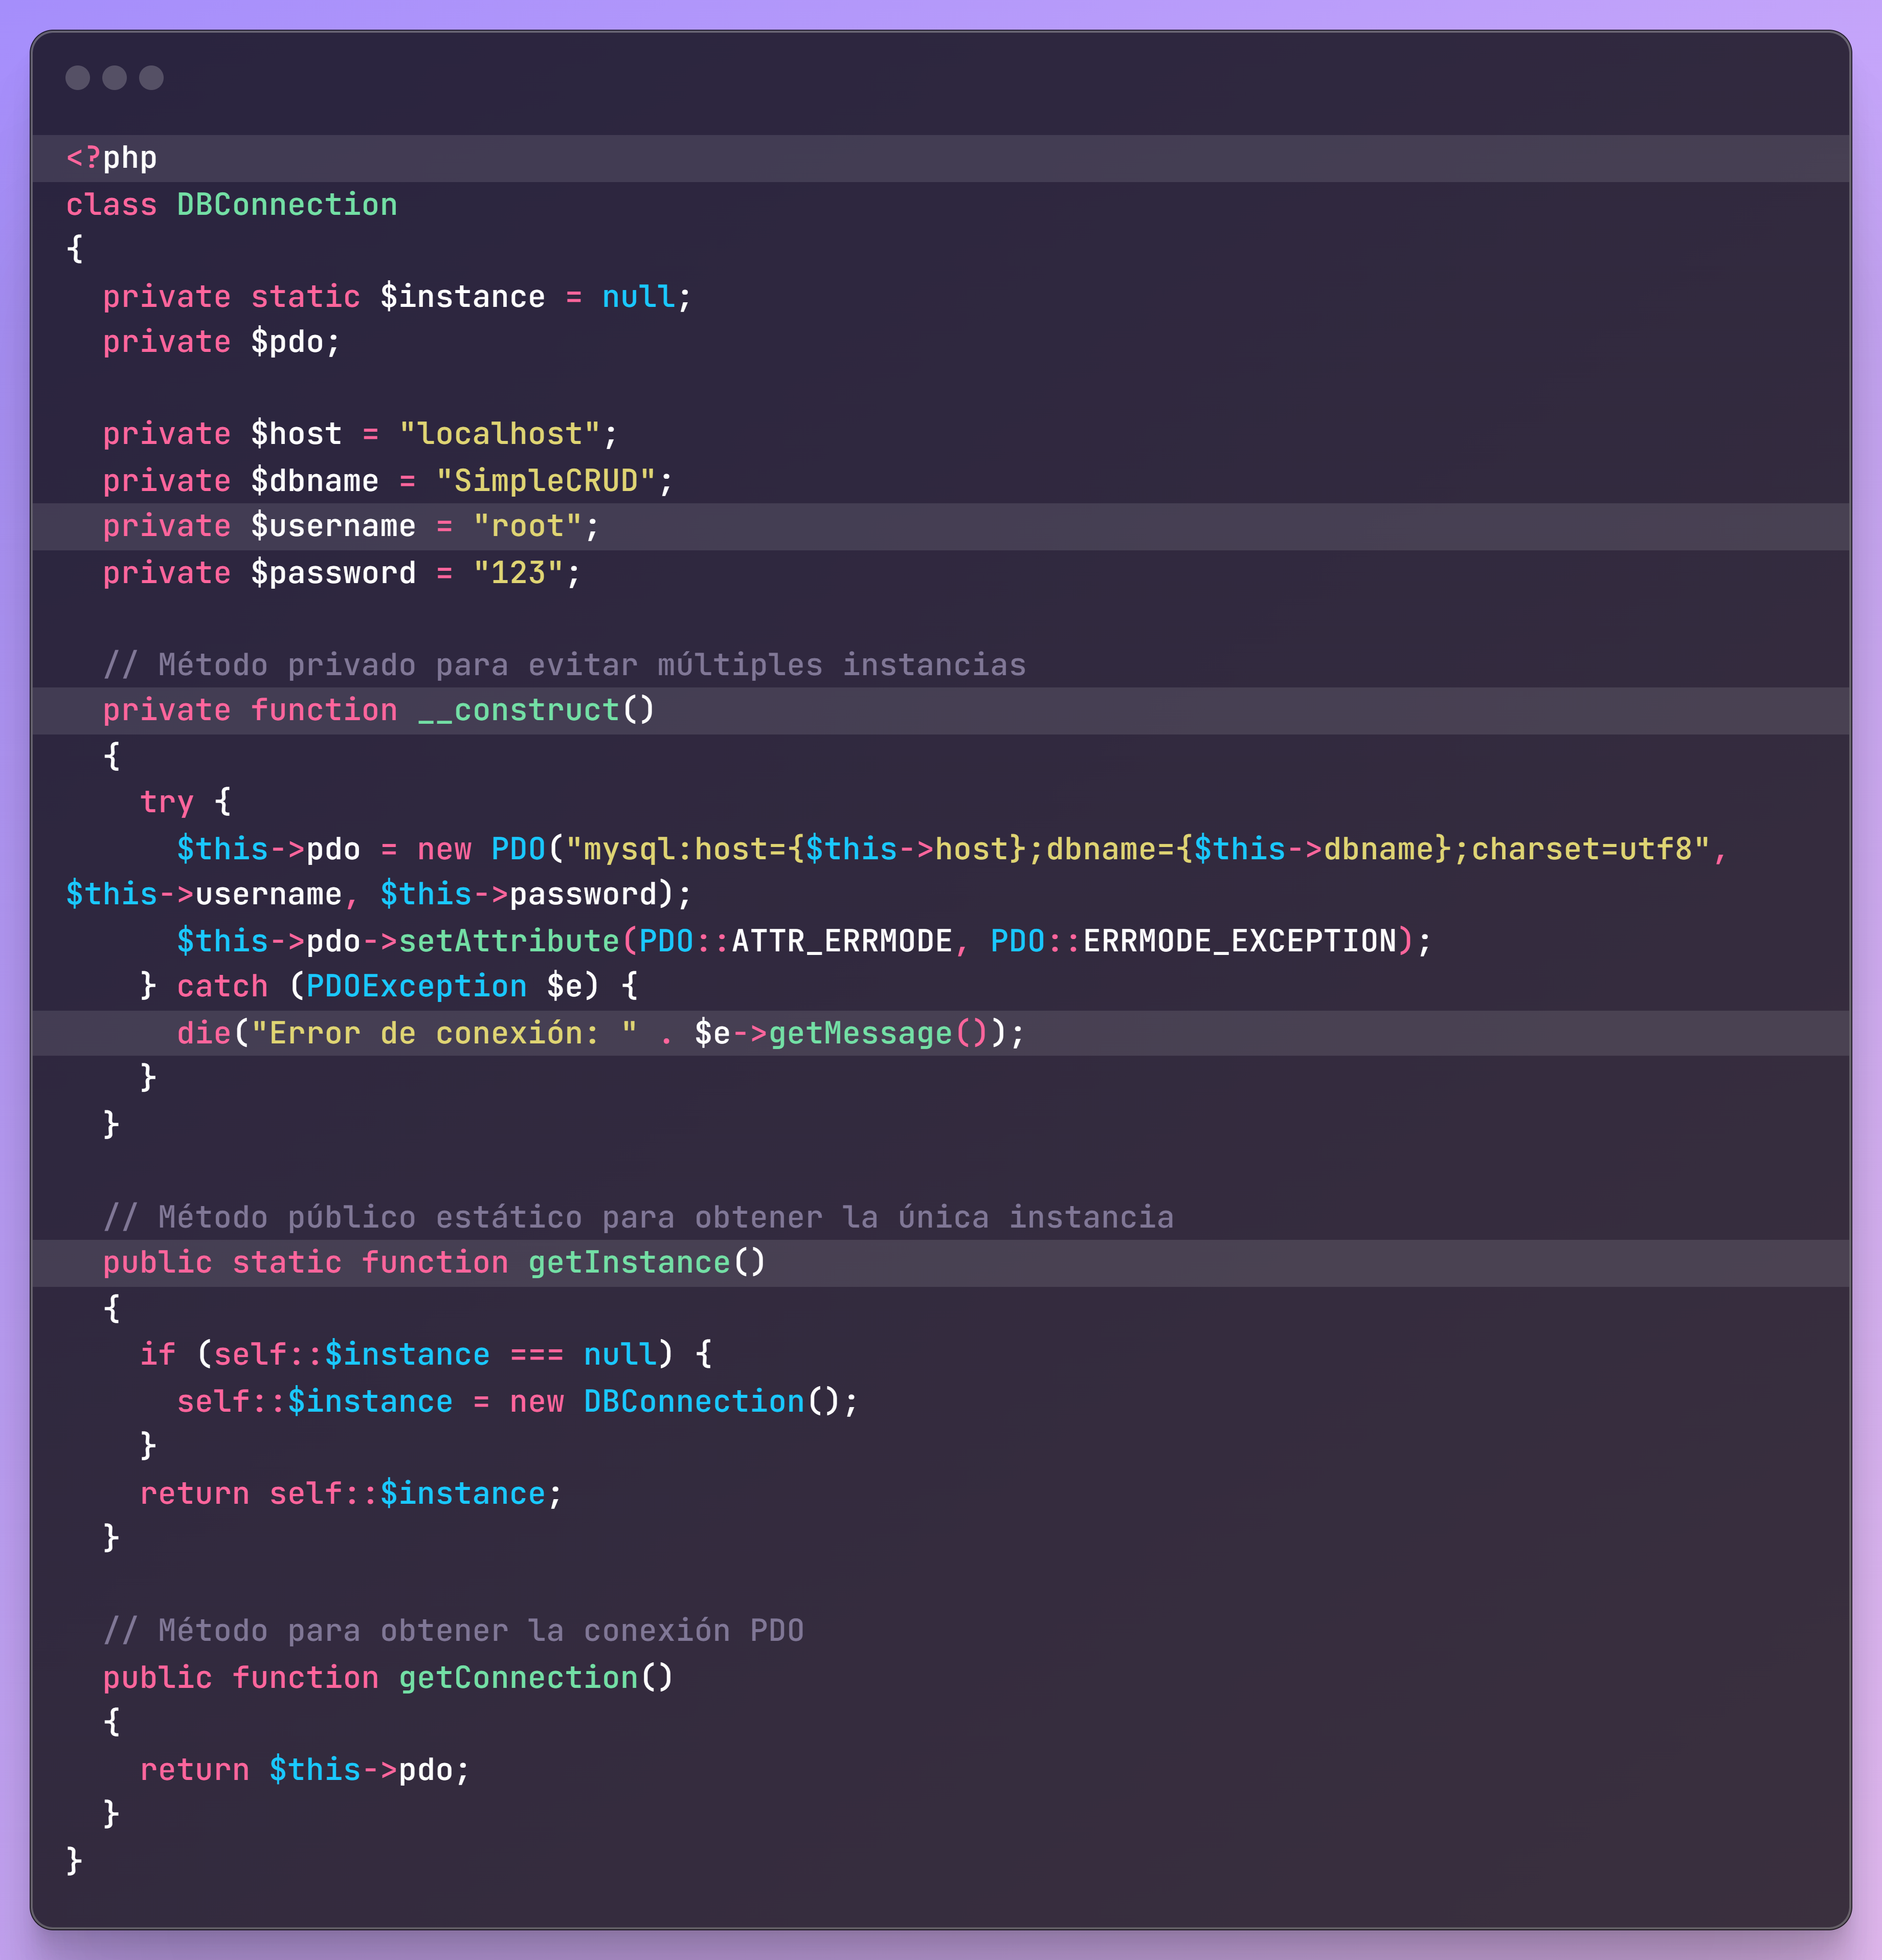 <?php
class DBConnection
{
  private static $instance = null;
  private $pdo;

  private $host = "localhost";
  private $dbname = "SimpleCRUD";
  private $username = "root";
  private $password = "123";

  // Método privado para evitar múltiples instancias
  private function __construct()
  {
    try {
      $this->pdo = new PDO("mysql:host={$this->host};dbname={$this->dbname};charset=utf8",
$this->username, $this->password);
      $this->pdo->setAttribute(PDO::ATTR_ERRMODE, PDO::ERRMODE_EXCEPTION);
    } catch (PDOException $e) {
      die("Error de conexión: " . $e->getMessage());
    }
  }

  // Método público estático para obtener la única instancia
  public static function getInstance()
  {
    if (self::$instance === null) {
      self::$instance = new DBConnection();
    }
    return self::$instance;
  }

  // Método para obtener la conexión PDO
  public function getConnection()
  {
    return $this->pdo;
  }
}